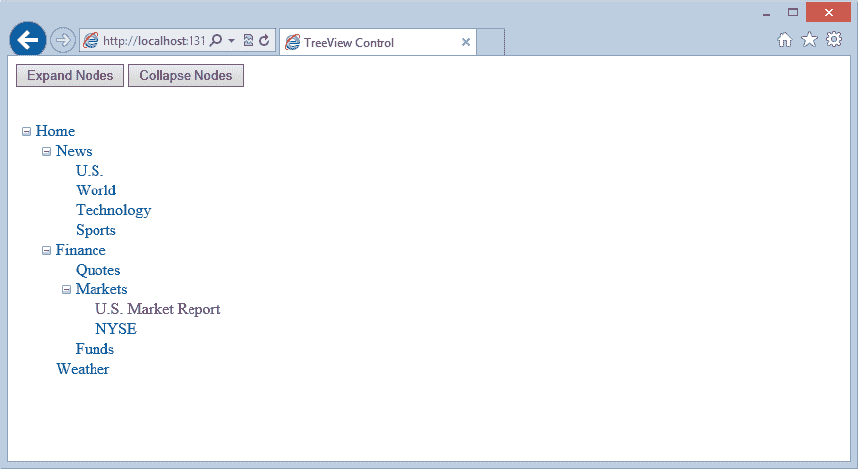 http://localhost:131
TreeView Control
Expand Nodes Collapse Nodes
Home
News
U.S.
World
Technology
Sports
Finance
Quotes
Markets
U.S. Market Report
NYSE
Funds
Weather